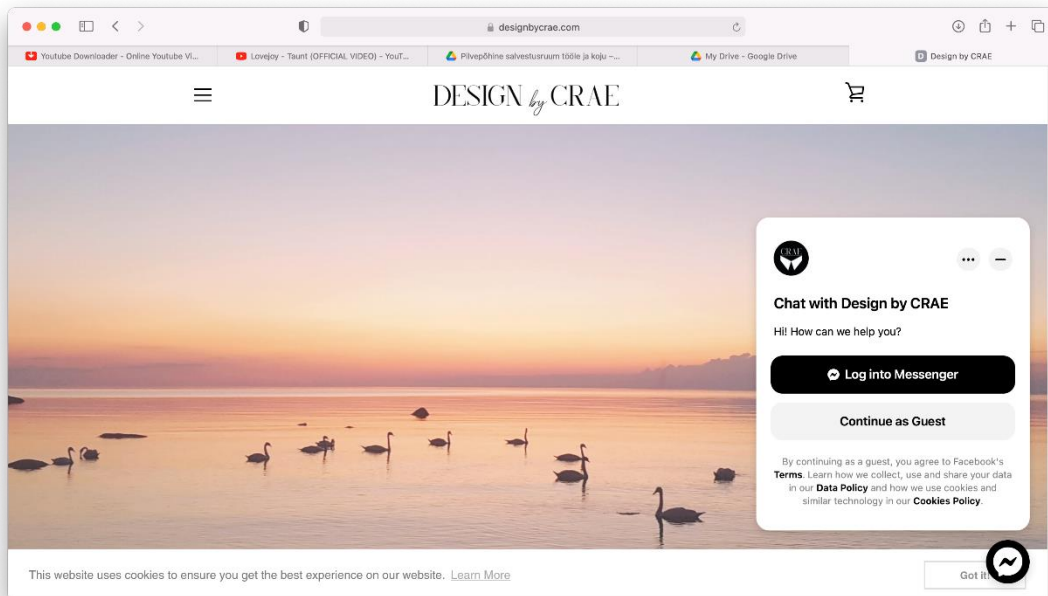 designbycrae.com
Youtube Downloader - Online Youtube Vi...
Lovejoy - Taunt (OFFICIAL VIDEO) - YouT...
Pilvepõhine salvestusruum tööle ja koju –...
My Drive - Google Drive
D Design by CRAE
DESIGN by CRAE
CRAE
Chat with Design by CRAE
Hi! How can we help you?
Log into Messenger
Continue as Guest
By continuing as a guest, you agree to Facebook's
Terms. Learn how we collect, use and share your data
in our Data Policy and how we use cookies and
similar technology in our Cookies Policy.
This website uses cookies to ensure you get the best experience on our website. Learn More
Got it!